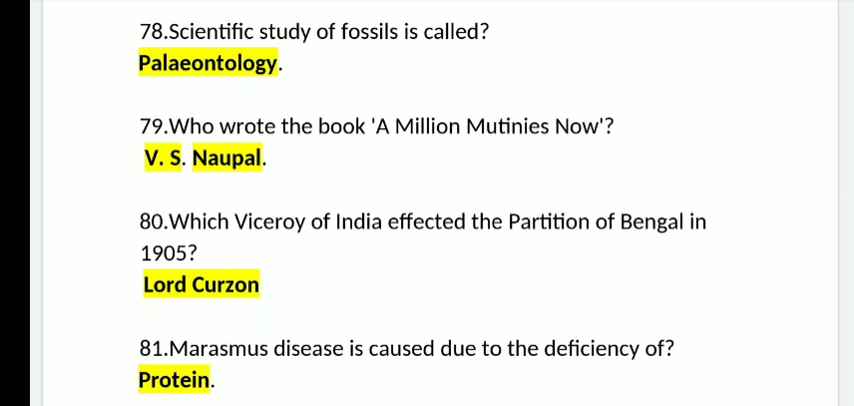 78.Scientific study of fossils is called?
Palaeontology.
79.Who wrote the book 'A Million Mutinies Now'?
V. S. Naupal.
80.Which Viceroy of India effected the Partition of Bengal in
1905?
Lord Curzon
81.Marasmus disease is caused due to the deficiency of?
Protein.